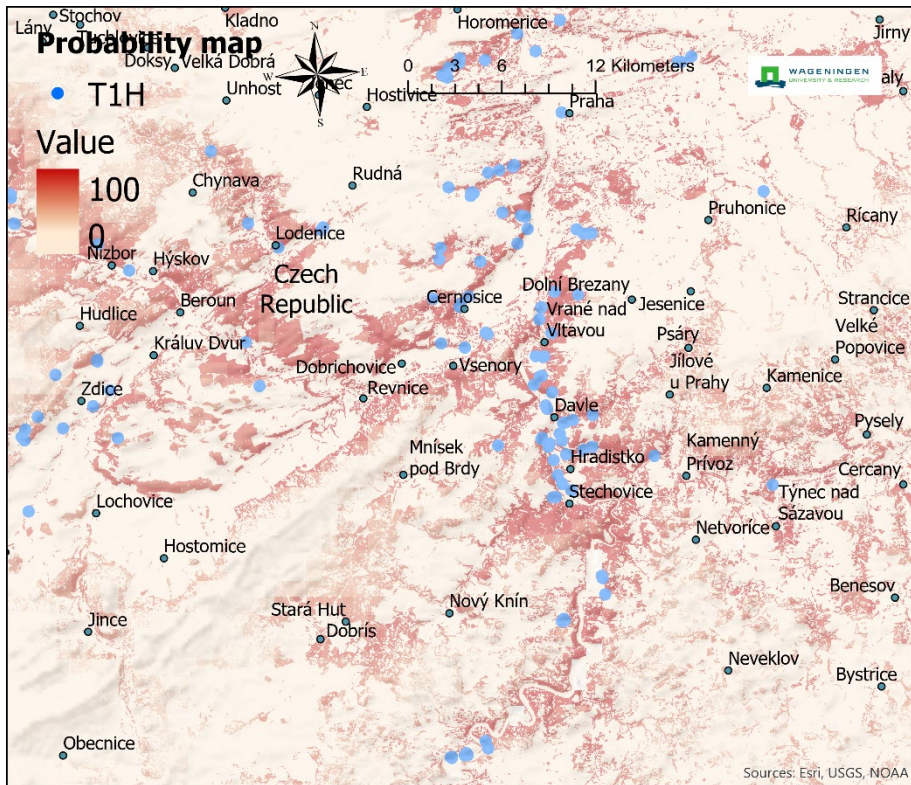 Stochov
Lány
Tuchlovice
Kladno
Horomerice
Jirny
Probability map
Doksy
Velká Dobrá
N
W
E
S
0 3 6 12 Kilometers
WAGENINGEN
UNIVERSITY & RESEARCH
T1H
Unhost
Hostivice
Praha
Value
100
0
Chynava
Rudná
Pruhonice
Rícany
Lodenice
Nizbor
Hýskov
Czech
Republic
Dolní Brezany
Jesenice
Strancice
Hudlice
Beroun
Cernosice
Vrané nad
Vltavou
Psáry
Velké
Popovice
Králuv Dvur
Dobrichovice
Vsenory
Jílové
u Prahy
Kamenice
Zdice
Revnice
Davle
Pysely
Mnísek
pod Brdy
Hradistko
Kamenný
Prívoz
Cercany
Lochovice
Stechovice
Týnec nad
Sázavou
Netvoríce
Hostomice
Benesov
Jince
Stará Hut
Dobrís
Nový Knín
Neveklov
Bystrice
Obecnice
Sources: Esri, USGS, NOAA